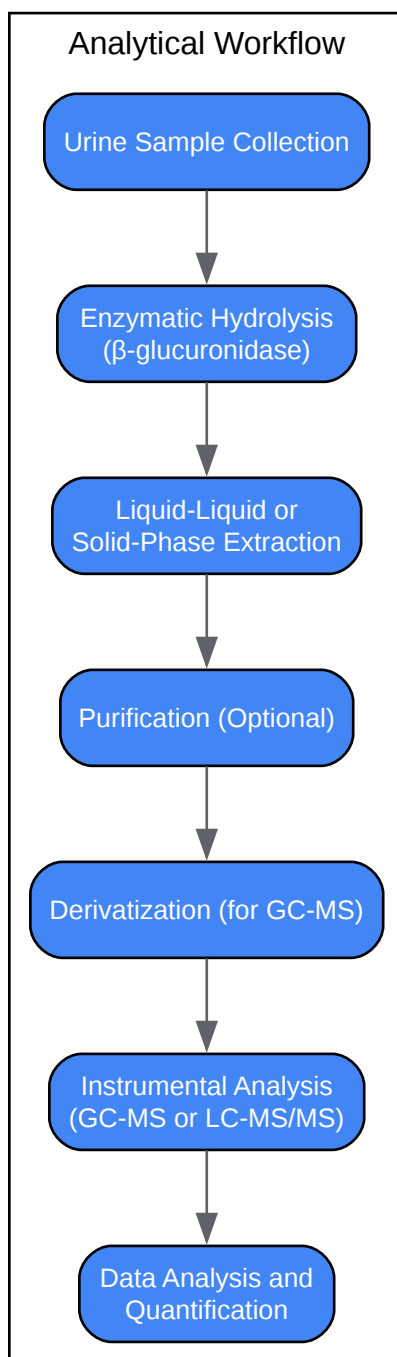 Analytical Workflow
Urine Sample Collection
Enzymatic Hydrolysis
(β-glucuronidase)
Liquid-Liquid or
Solid-Phase Extraction
Purification (Optional)
Derivatization (for GC-MS)
Instrumental Analysis
(GC-MS or LC-MS/MS)
Data Analysis and
Quantification